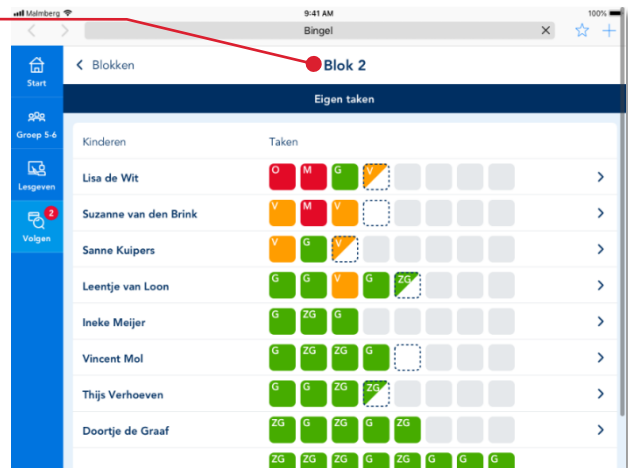 Malmberg 9:41 AM 100%
Bingel
Start
Groep 5-6
Lesgeven
2
Volgen
Blokken Blok 2
Eigen taken
Kinderen Taken
Lisa de Wit O M G V
Suzanne van den Brink V M V
Sanne Kuipers V G V
Leentje van Loon G G V G ZG
Ineke Meijer G ZG G
Vincent Mol G ZG ZG G
Thijs Verhoeven G G ZG ZG
Doortje de Graaf ZG G ZG G ZG
ZG ZG ZG G ZG G G G